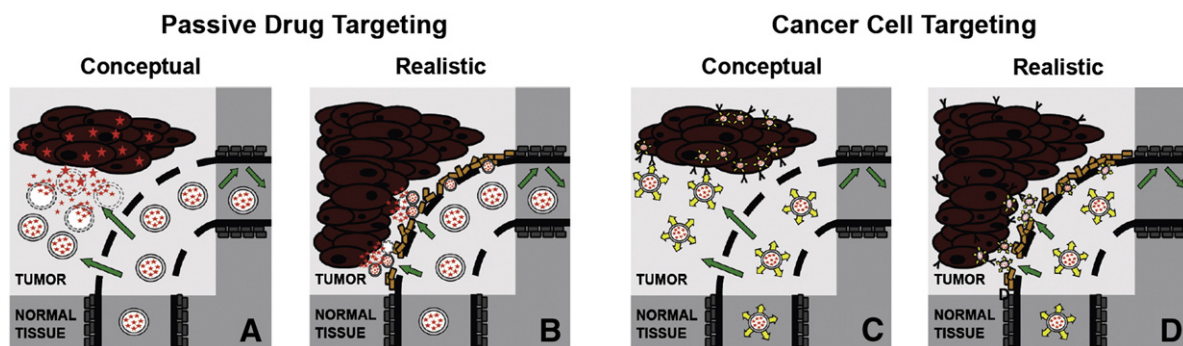 Passive Drug Targeting
Cancer Cell Targeting
Conceptual
Realistic
Conceptual
Realistic
TUMOR
NORMAL
TISSUE
A
TUMOR
NORMAL
TISSUE
B
TUMOR
NORMAL
TISSUE
C
TUMOR
D
NORMAL
TISSUE
D